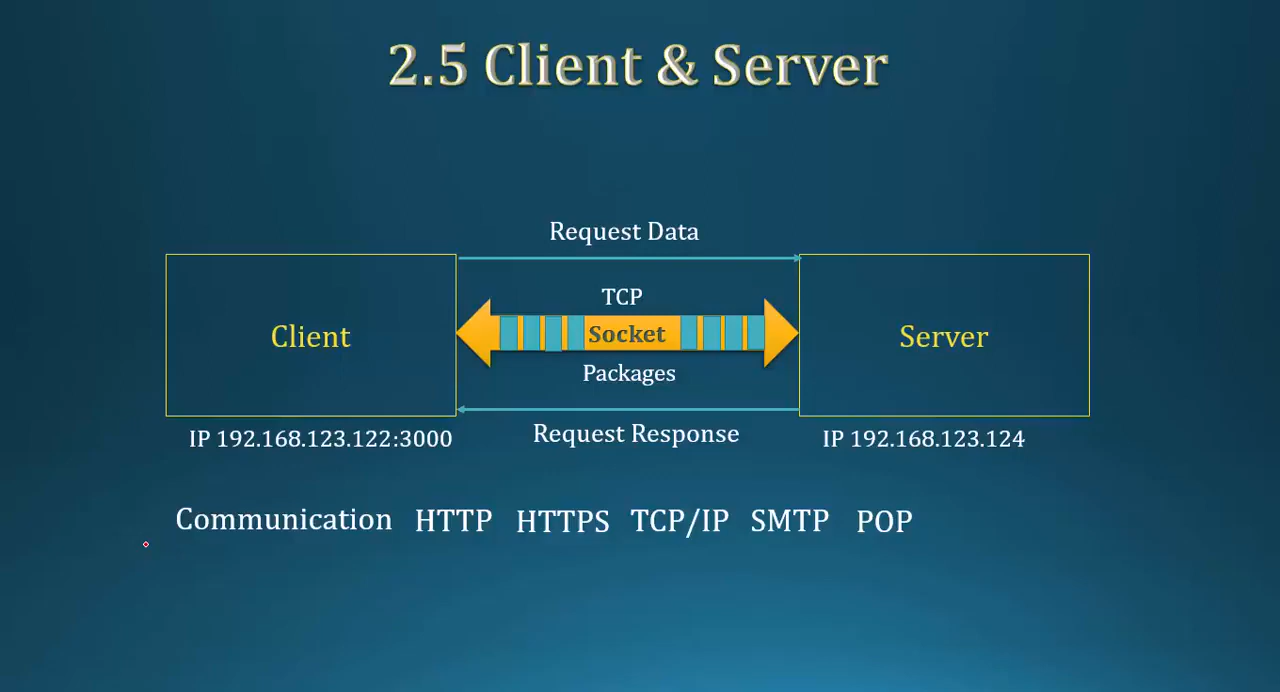 2.5 Client & Server
Request Data
TCP
Client
Socket
Server
Packages
IP 192.168.123.122:3000
Request Response
IP 192.168.123.124
Communication HTTP HTTPS TCP/IP SMTP POP